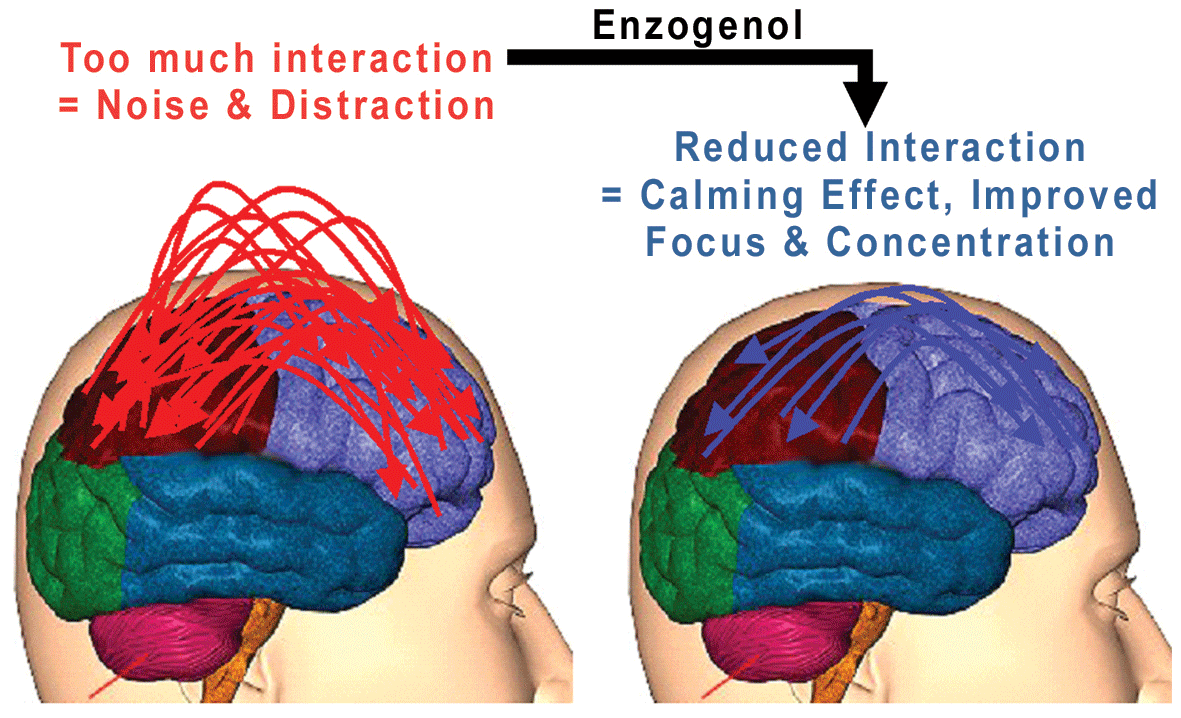 Enzogenol
Too much interaction
= Noise & Distraction
Reduced Interaction
= Calming Effect, Improved
Focus & Concentration